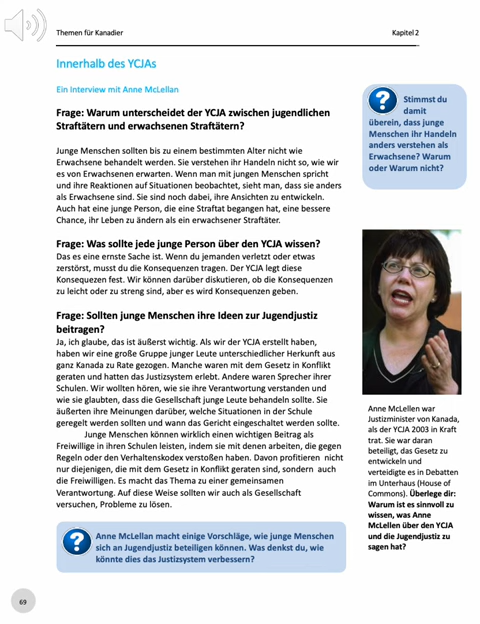 Themen für Kanadier
Kapitel 2
Innerhalb des YCJAs
Ein Interview mit Anne McLellan
Frage: Warum unterscheidet der YCJA zwischen jugendlichen
Straftätern und erwachsenen Straftätern?
Junge Menschen sollten bis zu einem bestimmten Alter nicht wie
Erwachsene behandelt werden. Sie verstehen ihr Handeln nicht so, wie wir
es von Erwachsenen erwarten. Wenn man mit jungen Menschen spricht
und ihre Reaktionen auf Situationen beobachtet, sieht man, dass sie anders
als Erwachsene sind. Sie sind noch dabei, ihre Ansichten zu entwickeln.
Auch hat eine junge Person, die eine Straftat begangen hat, eine bessere
Chance, ihr Leben zu ändern als ein erwachsener Straftäter.
Frage: Was sollte jede junge Person über den YCJA wissen?
Das es eine ernste Sache ist. Wenn du jemanden verletzt oder etwas
zerstörst, musst du die Konsequenzen tragen. Der YCJA legt diese
Konsequezen fest. Wir können darüber diskutieren, ob die Konsequenzen
zu leicht oder zu streng sind, aber es wird Konsequenzen geben.
Frage: Sollten junge Menschen ihre Ideen zur Jugendjustiz
beitragen?
Ja, ich glaube, das ist äußerst wichtig. Als wir der YCJA erstellt haben,
haben wir eine große Gruppe junger Leute unterschiedlicher Herkunft aus
ganz Kanada zu Rate gezogen. Manche waren mit dem Gesetz in Konflikt
geraten und hatten das Justizsystem erlebt. Andere waren Sprecher ihrer
Schulen. Wir wollten hören, wie sie ihre Verantwortung verstanden und
wie sie glaubten, dass die Gesellschaft junge Leute behandeln sollte. Sie
äußerten ihre Meinungen darüber, welche Situationen in der Schule
geregelt werden sollten und wann das Gericht eingeschaltet werden sollte.
Junge Menschen können wirklich einen wichtigen Beitrag als
Freiwillige in ihren Schulen leisten, indem sie mit denen arbeiten, die gegen
Regeln oder den Verhaltenskodex verstoßen haben. Davon profitieren nicht
nur diejenigen, die mit dem Gesetz in Konflikt geraten sind, sondern auch
die Freiwilligen. Es macht das Thema zu einer gemeinsamen
Verantwortung. Auf diese Weise sollten wir auch als Gesellschaft
versuchen, Probleme zu lösen.
Anne McLellan macht einige Vorschläge, wie junge Menschen
sich an Jugendjustiz beteiligen können. Was denkst du, wie
könnte dies das Justizsystem verbessern?
Stimmst du
damit
überein, dass junge
Menschen ihr Handeln
anders verstehen als
Erwachsene? Warum
oder Warum nicht?
Anne McLellen war
Justizminister von Kanada,
als der YCJA 2003 in Kraft
trat. Sie war daran
beteiligt, das Gesetz zu
entwickeln und
verteidigte es in Debatten
im Unterhaus (House of
Commons). Überlege dir:
Warum ist es sinnvoll zu
wissen, was Anne
McLellen über den YCJA
und die Jugendjustiz zu
sagen hat?
69